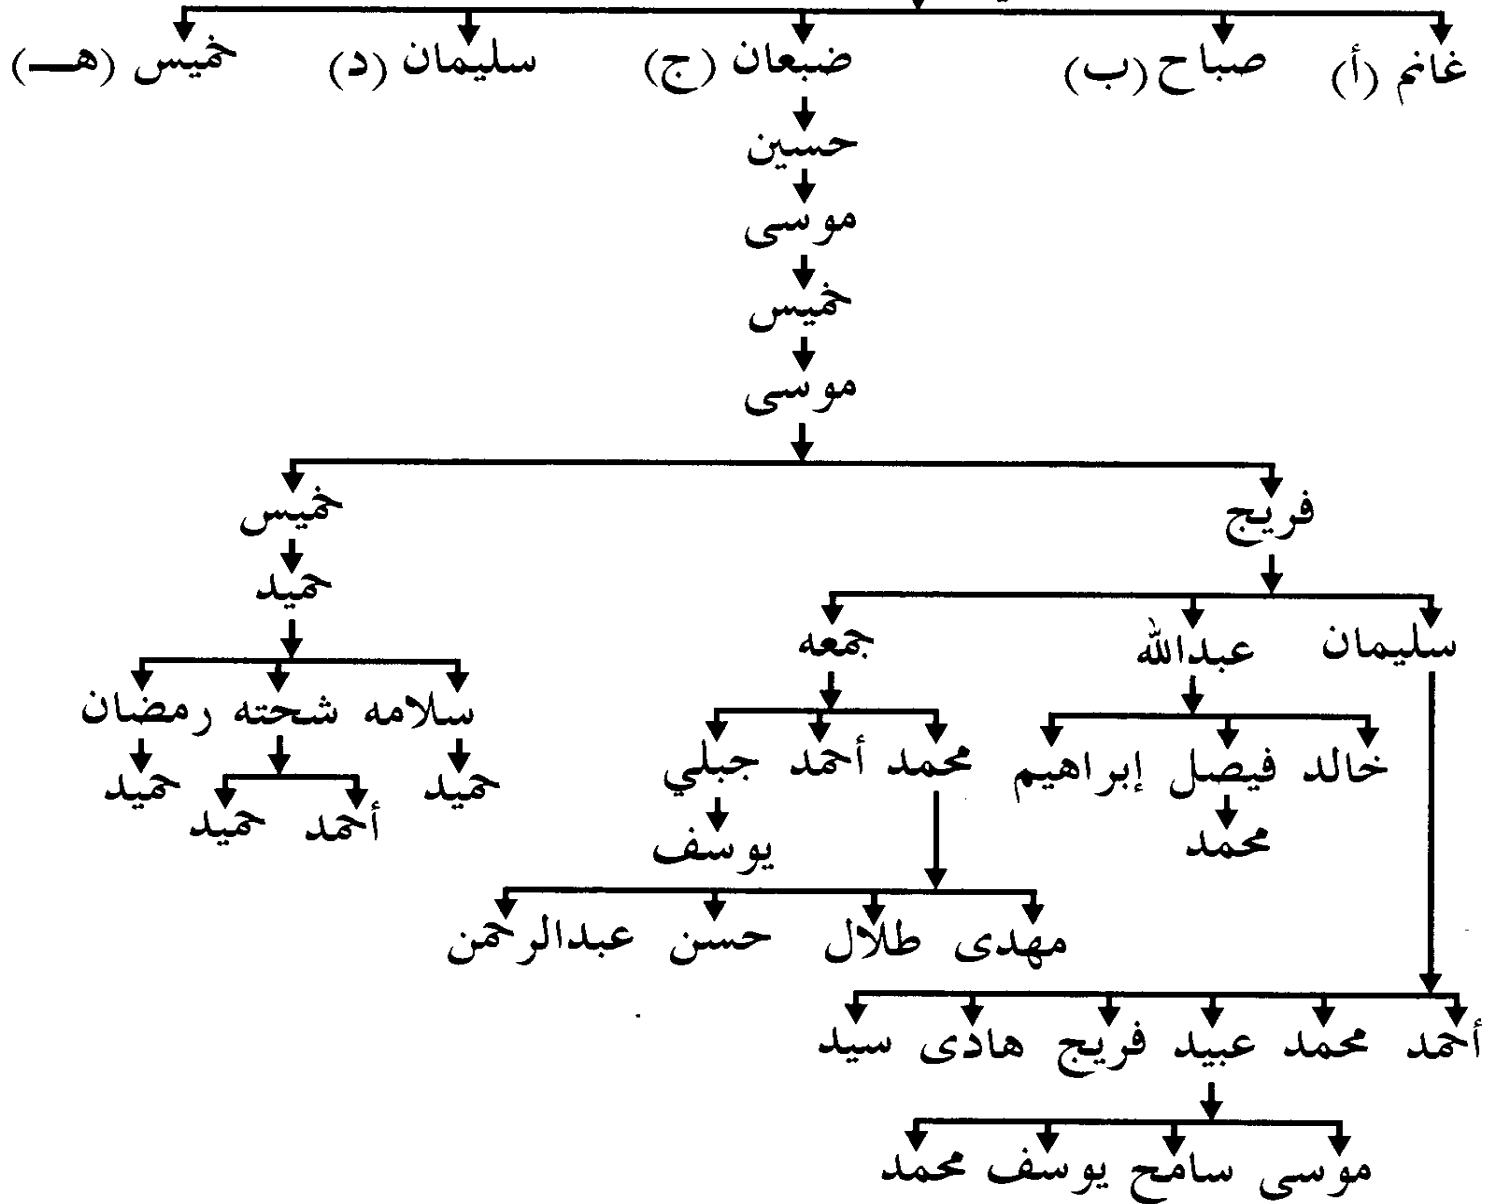 غانم (أ) صباح (ب) ضبعان (ج) سليمان (د) خميس (هـ)
حسين
موسى
خميس
موسى
فريج خميس
حميد
سليمان عبدالله جمعه
سلامه شحته رمضان
خالد فيصل إبراهيم محمد أحمد جبلي
حميد حميد
أحمد حميد
محمد يوسف
مهدى طلال حسن عبدالرحمن
أحمد محمد عبيد فريج هادى سيد
موسى سامح يوسف محمد